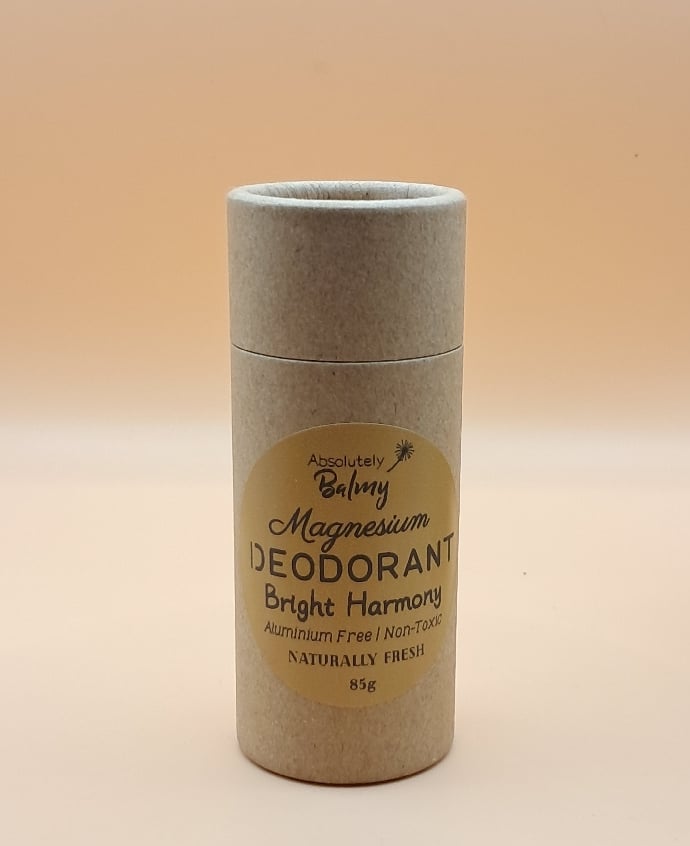 Absolutely
Balmy
Magnesium
DEODORANT
Bright Harmony
Aluminium Free | Non-Toxic
NATURALLY FRESH
85g